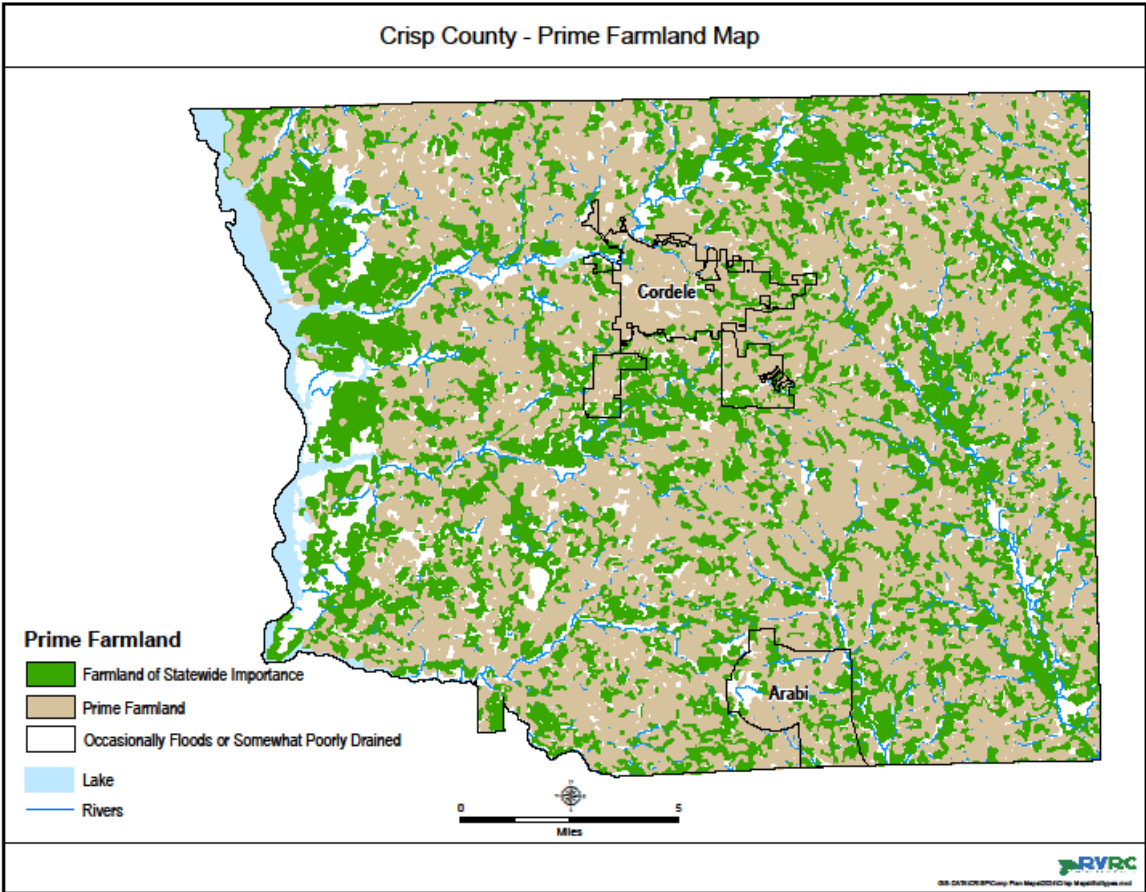 Crisp County - Prime Farmland Map
Cordele
Arabi
Prime Farmland
Farmland of Statewide Importance
Prime Farmland
Occasionally Floods or Somewhat Poorly Drained
Lake
Rivers
0 5
Miles
RVRC